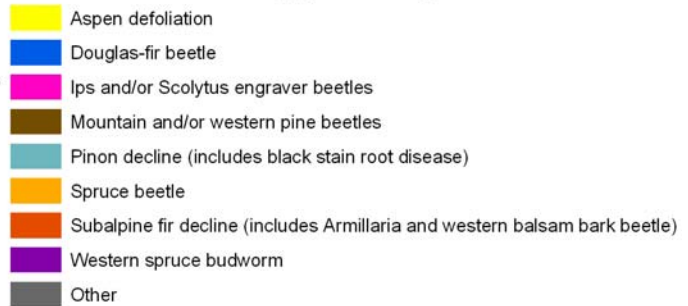 Aspen defoliation
Douglas-fir beetle
Ips and/or Scolytus engraver beetles
Mountain and/or western pine beetles
Pinon decline (includes black stain root disease)
Spruce beetle
Subalpine fir decline (includes Armillaria and western balsam bark beetle)
Western spruce budworm
Other